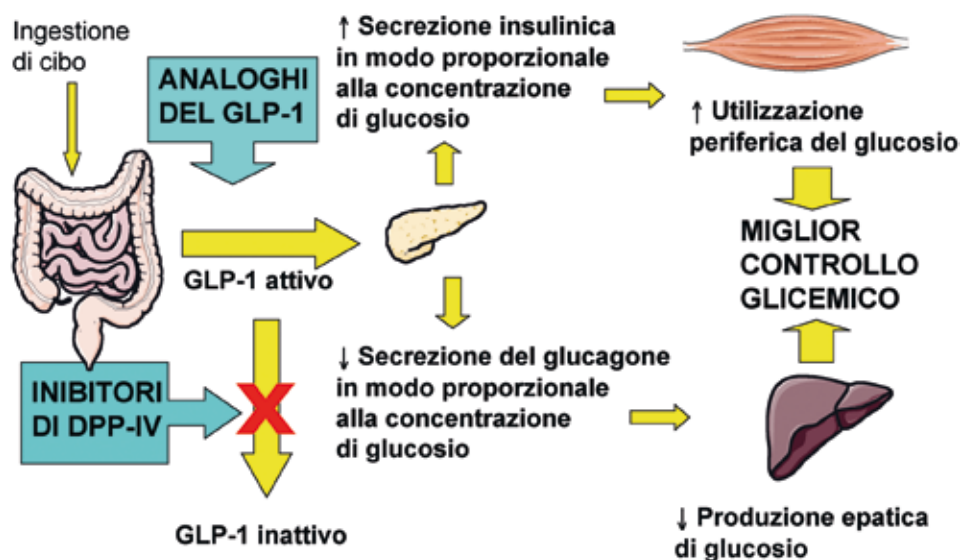 Ingestione
di cibo
ANALOGHI
DEL GLP-1
↑ Secrezione insulinica
in modo proporzionale
alla concentrazione
di glucosio
↑ Utilizzazione
periferica del glucosio
GLP-1 attivo
MIGLIOR
CONTROLLO
GLICEMICO
INIBITORI
DI DPP-IV
↓ Secrezione del glucagone
in modo proporzionale
alla concentrazione
di glucosio
GLP-1 inattivo
↓ Produzione epatica
di glucosio